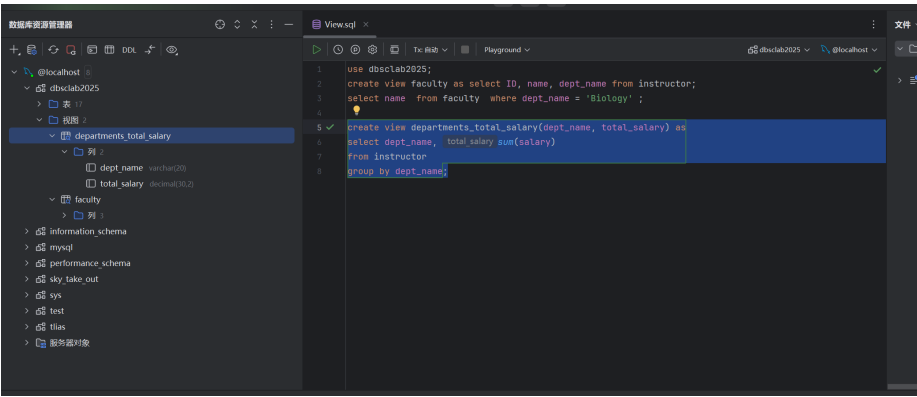 数据库资源管理器
DDL
@localhost 8
dbsclab2025
表 17
视图 2
departments_total_salary
列 2
dept_name varchar(20)
total_salary decimal(30,2)
faculty
列 3
information_schema
mysql
performance_schema
sky_take_out
sys
test
tlias
服务器对象
View.sql ×
Tx: 自动
Playground
dbsclab2025
@localhost
1 use dbsclab2025;
2 create view faculty as select ID, name, dept_name from instructor;
3 select name from faculty where dept_name = 'Biology' ;
4
5 create view departments_total_salary(dept_name, total_salary) as
6 select dept_name, total_salary sum(salary)
7 from instructor
8 group by dept_name;
文件